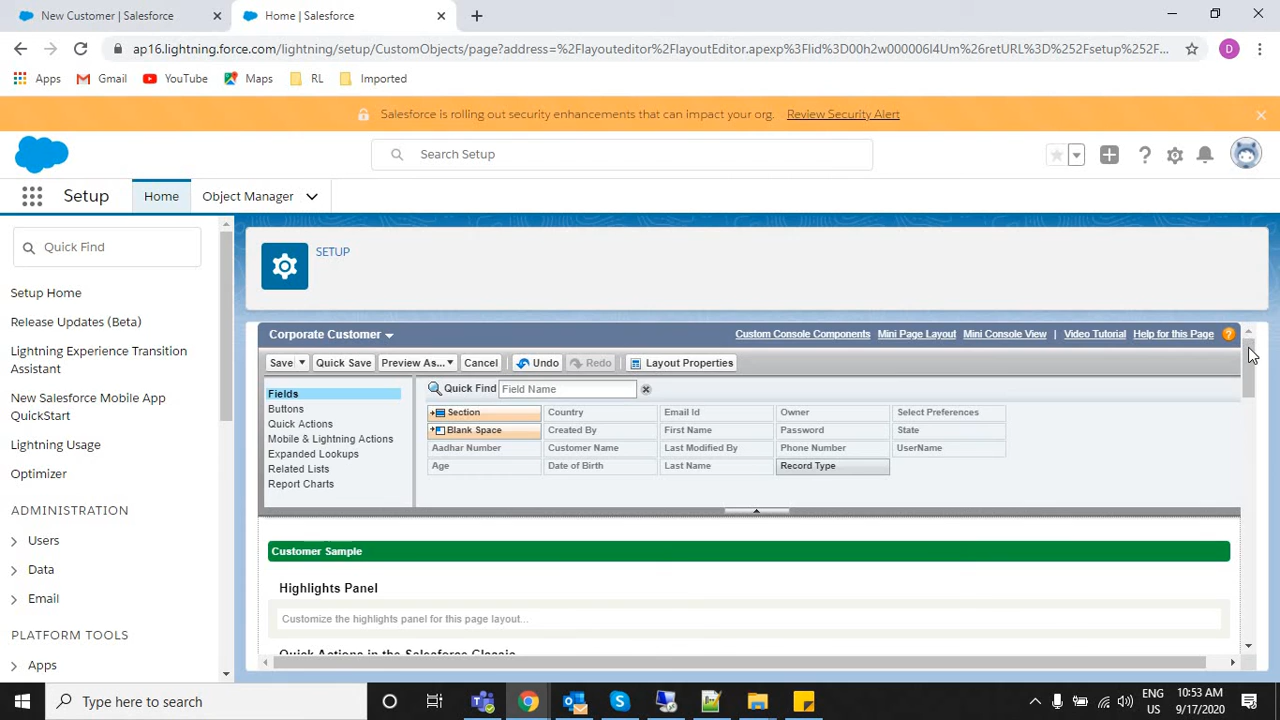 New Customer | Salesforce
Home | Salesforce
ap16.lightning.force.com/lightning/setup/CustomObjects/page?address=%2Flayouteditor%2FlayoutEditor.apexp%3Flid%3D00h2w000006I4Um%26retURL%3D%252Fsetup%252F...
D
Apps
Gmail
YouTube
Maps
RL
Imported
Salesforce is rolling out security enhancements that can impact your org. Review Security Alert
Search Setup
Setup
Home
Object Manager
Quick Find
SETUP
Setup Home
Release Updates (Beta)
Lightning Experience Transition
Assistant
New Salesforce Mobile App
QuickStart
Lightning Usage
Optimizer
ADMINISTRATION
Users
Data
Email
PLATFORM TOOLS
Apps
Corporate Customer
Custom Console Components Mini Page Layout Mini Console View | Video Tutorial Help for this Page
Save Quick Save Preview As... Cancel Undo Redo Layout Properties
Fields
Buttons
Quick Actions
Mobile & Lightning Actions
Expanded Lookups
Related Lists
Report Charts
Quick Find Field Name
Section Country Email Id Owner Select Preferences
Blank Space Created By First Name Password State
Aadhar Number Customer Name Last Modified By Phone Number UserName
Age Date of Birth Last Name Record Type
Customer Sample
Highlights Panel
Customize the highlights panel for this page layout...
Quick Actions in the Salesforce Classic
Type here to search
ENG
US
10:53 AM
9/17/2020